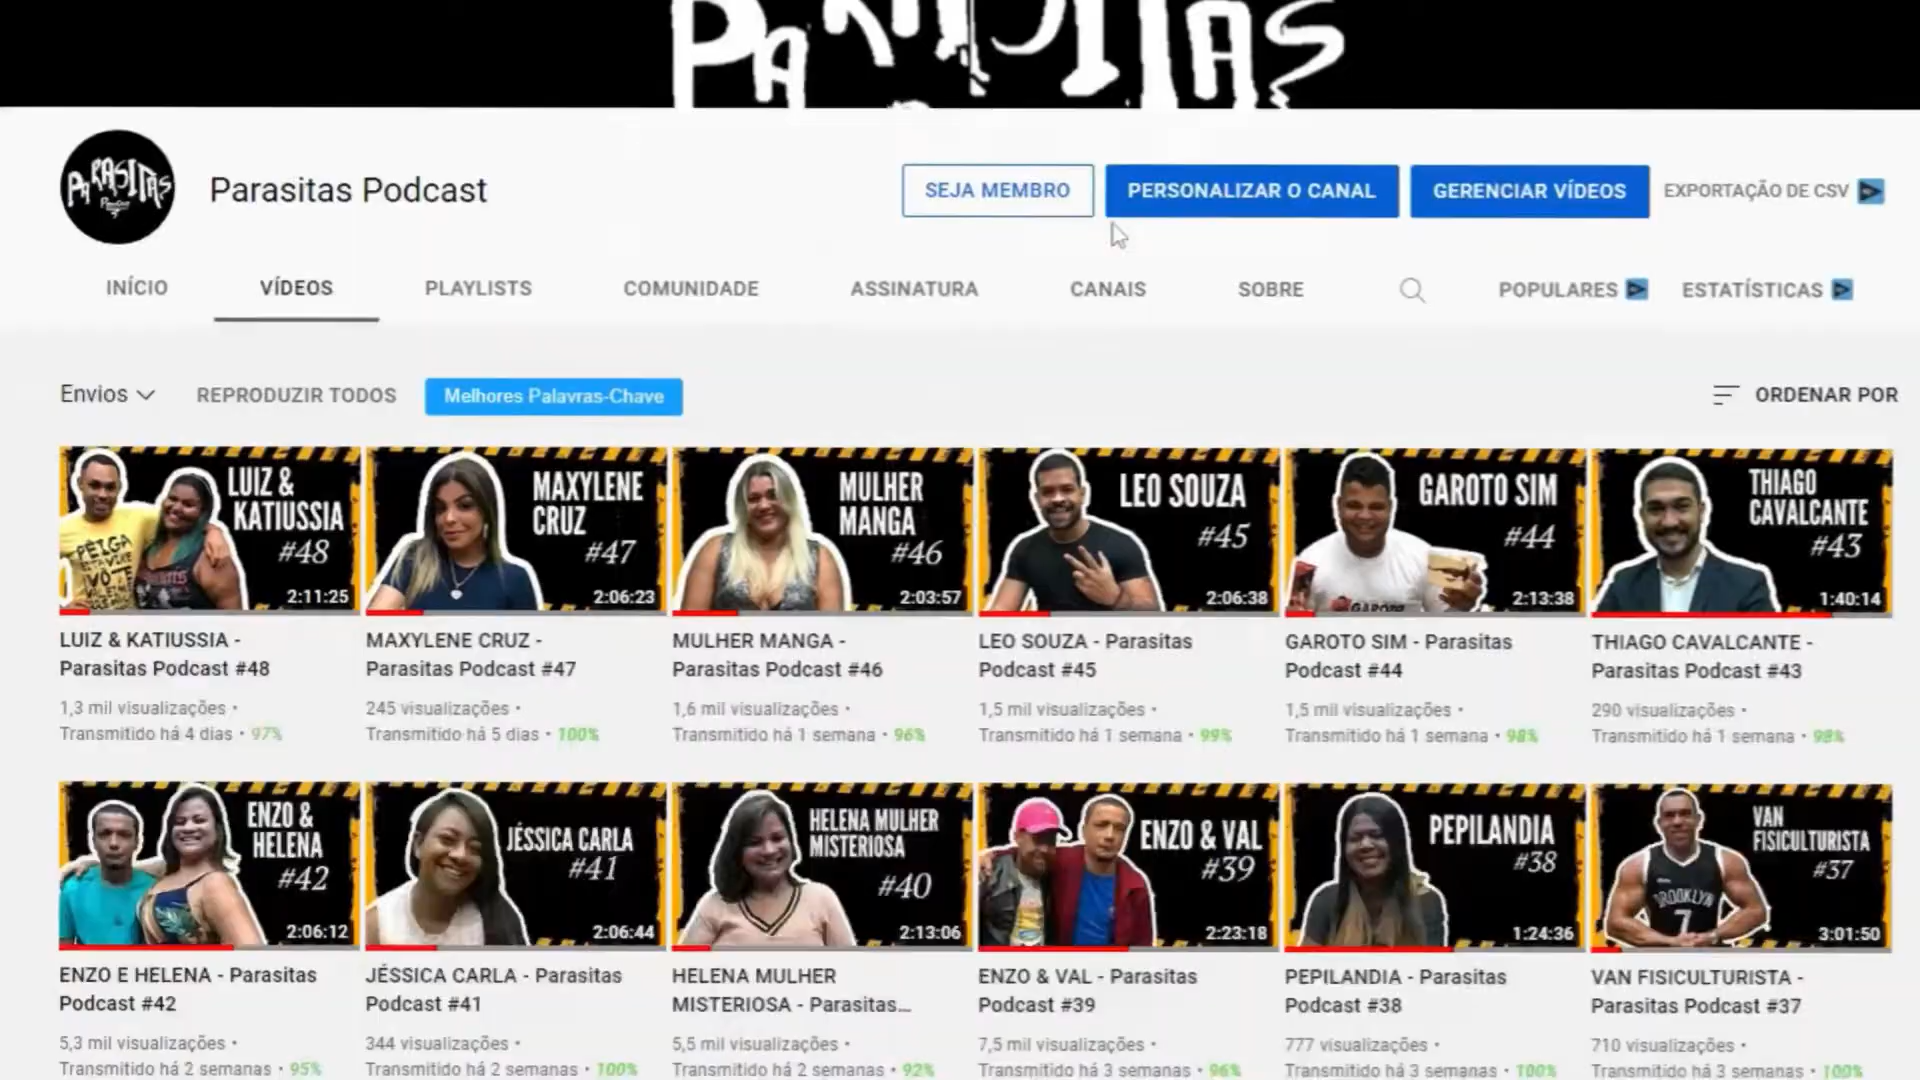 PARASITAS
PARASITAS
Parasitas Podcast
SEJA MEMBRO
PERSONALIZAR O CANAL
GERENCIAR VÍDEOS
EXPORTAÇÃO DE CSV
INÍCIO
VÍDEOS
PLAYLISTS
COMUNIDADE
ASSINATURA
CANAIS
SOBRE
POPULARES
ESTATÍSTICAS
Envios
REPRODUZIR TODOS
Melhores Palavras-Chave
ORDENAR POR
LUIZ &
KATIUSSIA
#48
2:11:25
MAXYLENE
CRUZ
#47
2:06:23
MULHER
MANGA
#46
2:03:57
LEO SOUZA
#45
2:06:38
GAROTO SIM
#44
2:13:38
THIAGO
CAVALCANTE
#43
1:40:14
LUIZ & KATIUSSIA -
Parasitas Podcast #48
1,3 mil visualizações •
Transmitido há 4 dias • 97%
MAXYLENE CRUZ -
Parasitas Podcast #47
245 visualizações •
Transmitido há 5 dias • 100%
MULHER MANGA -
Parasitas Podcast #46
1,6 mil visualizações •
Transmitido há 1 semana • 96%
LEO SOUZA - Parasitas
Podcast #45
1,5 mil visualizações •
Transmitido há 1 semana • 99%
GAROTO SIM - Parasitas
Podcast #44
1,5 mil visualizações •
Transmitido há 1 semana • 98%
THIAGO CAVALCANTE -
Parasitas Podcast #43
290 visualizações •
Transmitido há 1 semana • 98%
ENZO &
HELENA
#42
2:06:12
JÉSSICA CARLA
#41
2:06:44
HELENA MULHER
MISTERIOSA
#40
2:13:06
ENZO & VAL
#39
2:23:18
PEPILANDIA
#38
1:24:36
VAN
FISICULTURISTA
#37
BROOKLYN
7
3:01:50
ENZO E HELENA - Parasitas
Podcast #42
5,3 mil visualizações •
Transmitido há 2 semanas • 95%
JÉSSICA CARLA - Parasitas
Podcast #41
344 visualizações •
Transmitido há 2 semanas • 100%
HELENA MULHER
MISTERIOSA - Parasitas...
5,5 mil visualizações •
Transmitido há 2 semanas • 92%
ENZO & VAL - Parasitas
Podcast #39
7,5 mil visualizações •
Transmitido há 3 semanas • 96%
PEPILANDIA - Parasitas
Podcast #38
777 visualizações •
Transmitido há 3 semanas • 100%
VAN FISICULTURISTA -
Parasitas Podcast #37
710 visualizações •
Transmitido há 3 semanas • 100%